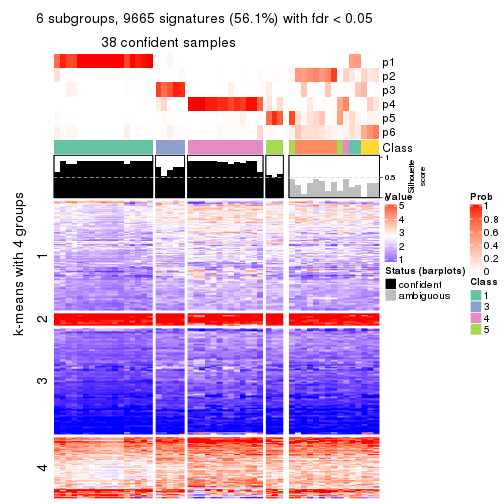 6 subgroups, 9665 signatures (56.1%) with fdr < 0.05
38 confident samples
p1
p2
p3
p4
p5
p6
Class
1
0.5
0
Silhouette
score
k-means with 4 groups
1
2
3
4
Value
5
4
3
2
1
Status (barplots)
confident
ambiguous
Prob
1
0.8
0.6
0.4
0.2
0
Class
1
3
4
5